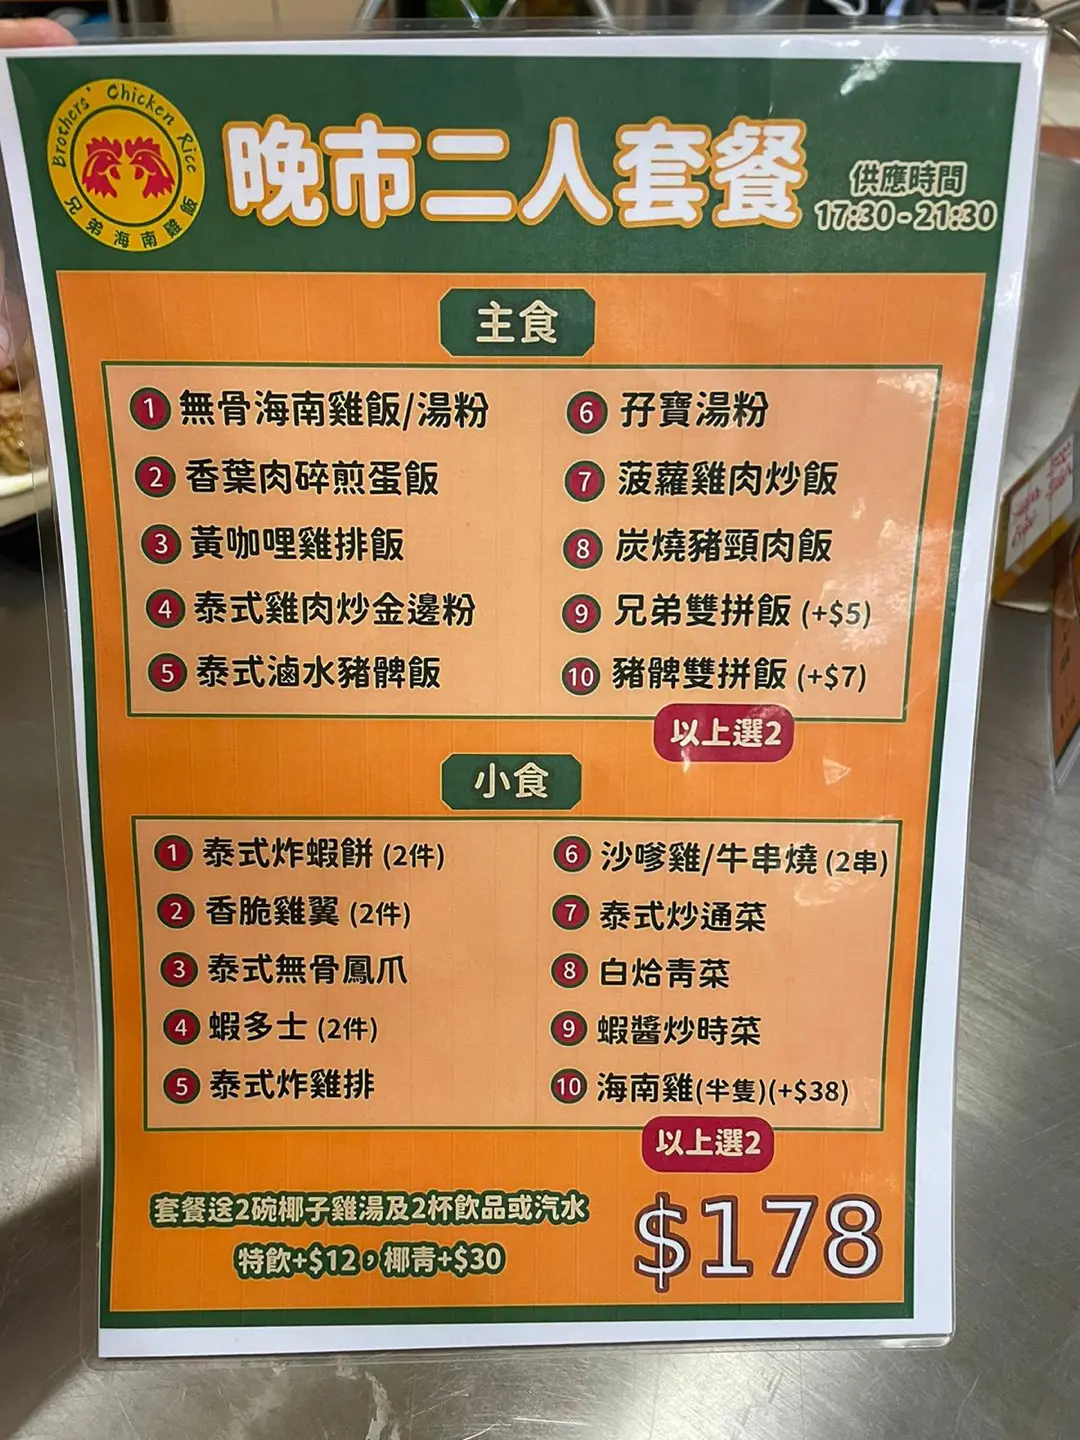 Brothers' Chicken Rice
兄弟海南雞飯
晚市二人套餐
供應時間
17:30 - 21:30
主食
1 無骨海南雞飯/湯粉
2 香葉肉碎煎蛋飯
3 黃咖哩雞排飯
4 泰式雞肉炒金邊粉
5 泰式滷水豬髀飯
6 孖寶湯粉
7 菠蘿雞肉炒飯
8 炭燒豬頸肉飯
9 兄弟雙拼飯 (+$5)
10 豬髀雙拼飯 (+$7)
以上選2
小食
1 泰式炸蝦餅 (2件)
2 香脆雞翼 (2件)
3 泰式無骨鳳爪
4 蝦多士 (2件)
5 泰式炸雞排
6 沙嗲雞/牛串燒 (2串)
7 泰式炒通菜
8 白烚青菜
9 蝦醬炒時菜
10 海南雞(半隻)(+$38)
以上選2
套餐送2碗椰子雞湯及2杯飲品或汽水
特飲+$12，椰青+$30
$178